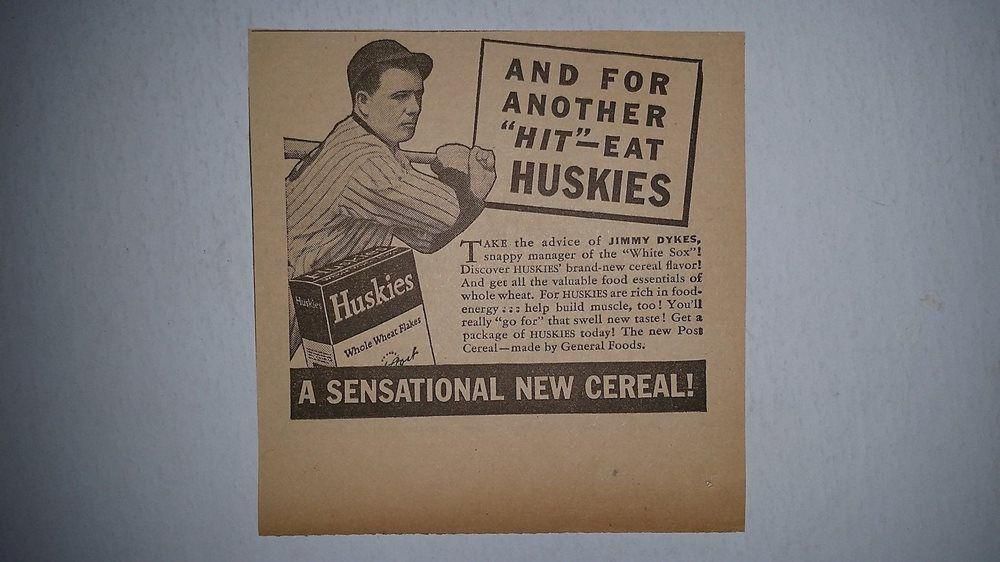 AND FOR
ANOTHER
"HIT"—EAT
HUSKIES
TAKE the advice of JIMMY DYKES,
snappy manager of the "White Sox"!
Discover HUSKIES' brand-new cereal flavor!
And get all the valuable food essentials of
whole wheat. For HUSKIES are rich in food-
energy : : : help build muscle, too! You'll
really "go for" that swell new taste! Get a
package of HUSKIES today! The new Post
Cereal—made by General Foods.
Huskies
Huskies
Whole Wheat Flakes
Post
A SENSATIONAL NEW CEREAL!